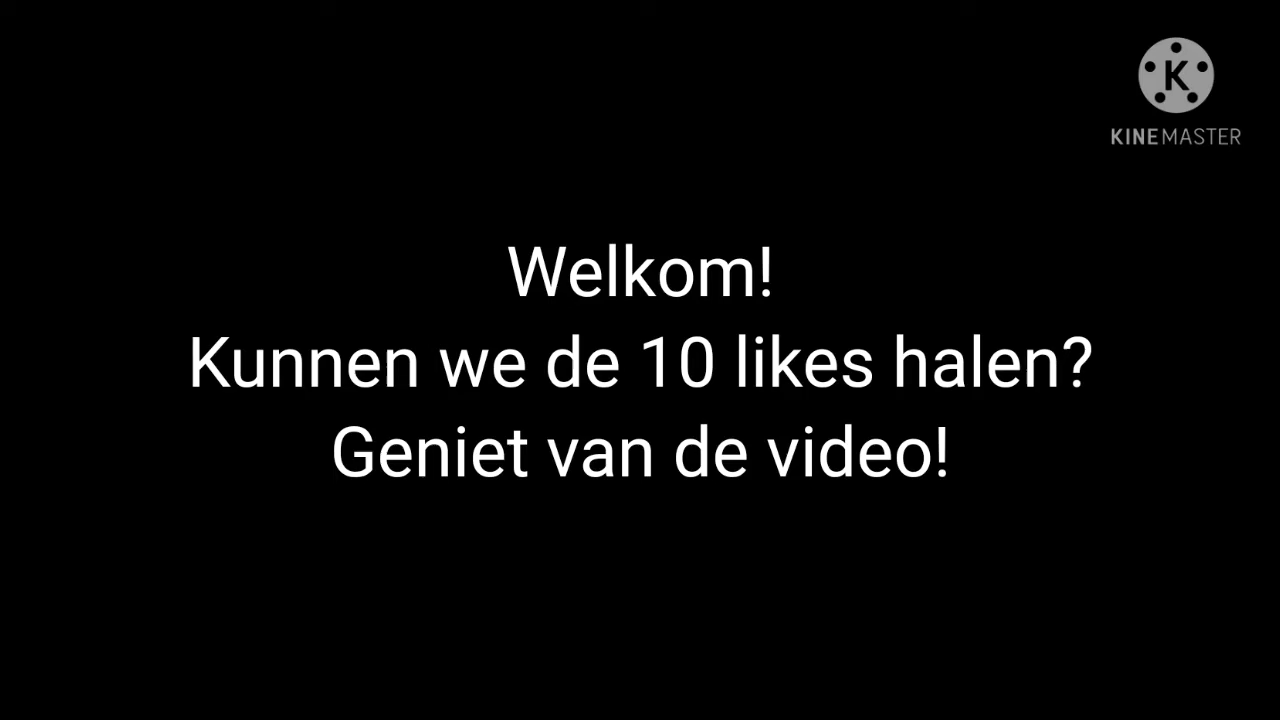 K
KINEMASTER
Welkom!
Kunnen we de 10 likes halen?
Geniet van de video!